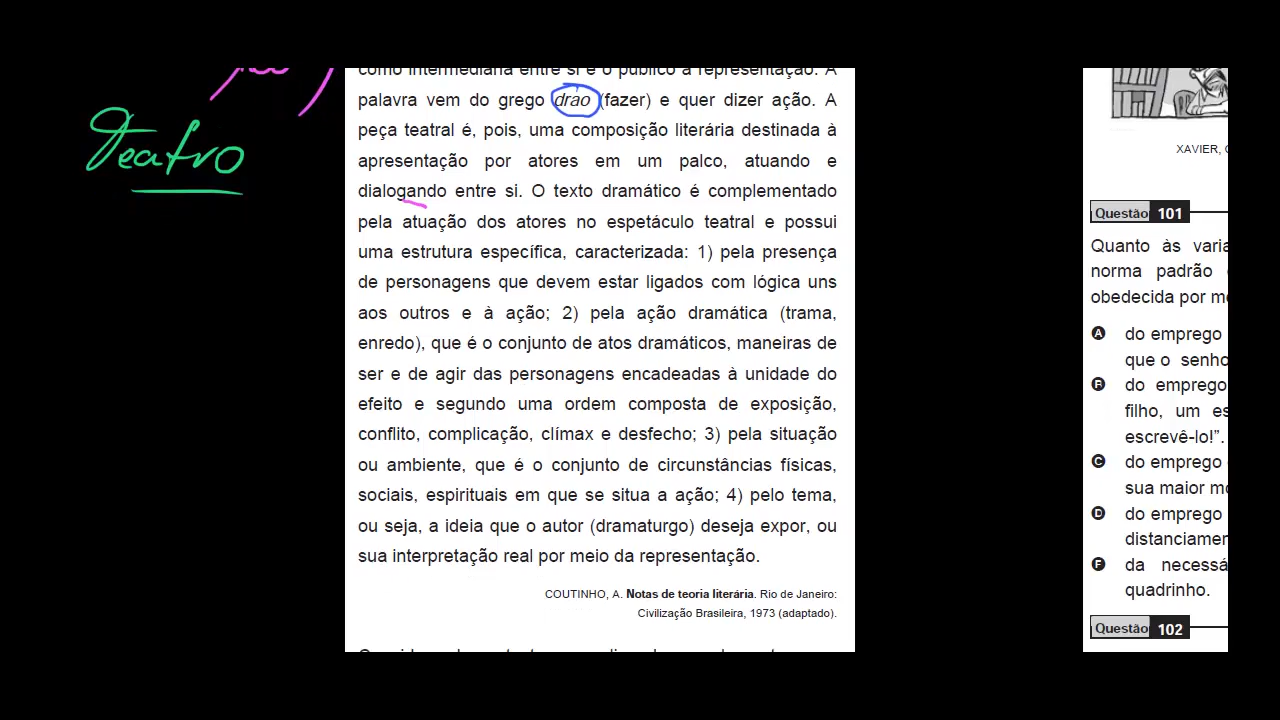 Teatro
como intermediária entre si e o público a representação. A
palavra vem do grego drao (fazer) e quer dizer ação. A
peça teatral é, pois, uma composição literária destinada à
apresentação por atores em um palco, atuando e
dialogando entre si. O texto dramático é complementado
pela atuação dos atores no espetáculo teatral e possui
uma estrutura específica, caracterizada: 1) pela presença
de personagens que devem estar ligados com lógica uns
aos outros e à ação; 2) pela ação dramática (trama,
enredo), que é o conjunto de atos dramáticos, maneiras de
ser e de agir das personagens encadeadas à unidade do
efeito e segundo uma ordem composta de exposição,
conflito, complicação, clímax e desfecho; 3) pela situação
ou ambiente, que é o conjunto de circunstâncias físicas,
sociais, espirituais em que se situa a ação; 4) pelo tema,
ou seja, a ideia que o autor (dramaturgo) deseja expor, ou
sua interpretação real por meio da representação.
COUTINHO, A. Notas de teoria literária. Rio de Janeiro:
Civilização Brasileira, 1973 (adaptado).
XAVIER,
Questão 101
Quanto às varia
norma padrão
obedecida por m
A do emprego
que o senho
do emprego
filho, um es
escrevê-lo!”.
C do emprego
sua maior m
D do emprego
distanciamen
da necessá
quadrinho.
Questão 102